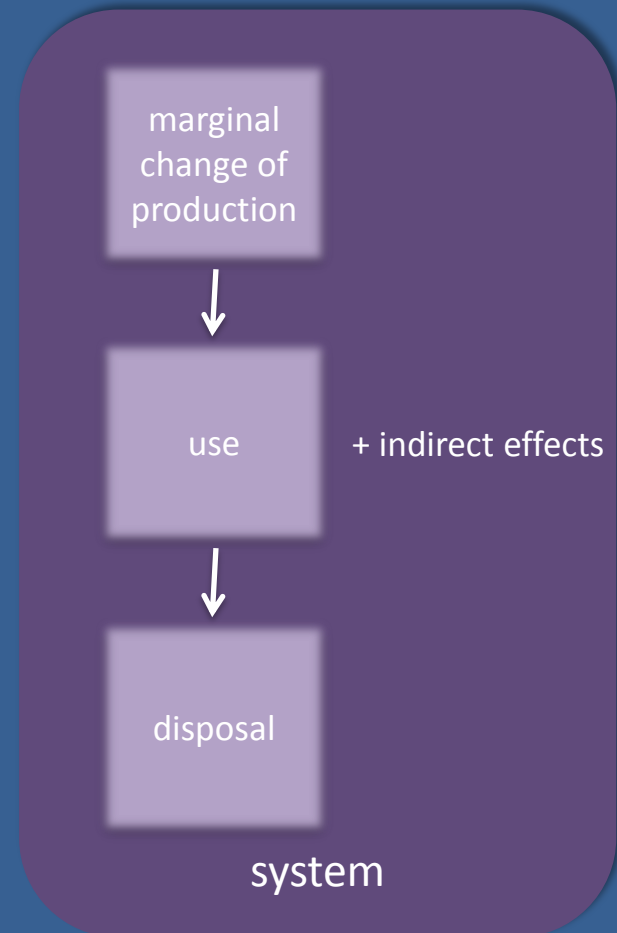 marginal
change of
production
use
+ indirect effects
disposal
system